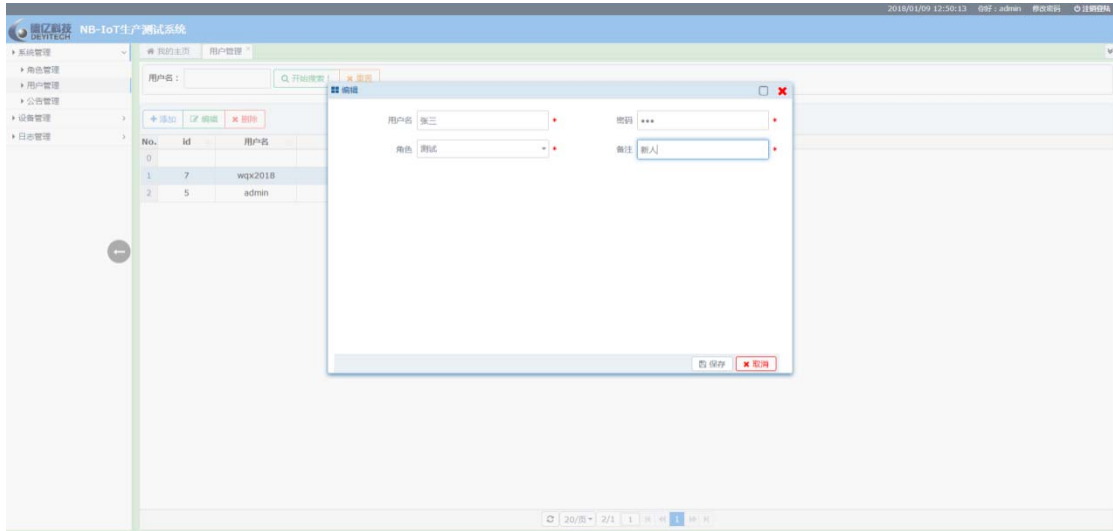 2018/01/09 12:50:13 你好：admin 修改密码 注销登陆
德亿科技 DEYITECH NB-IoT生产测试系统
系统管理
角色管理
用户管理
公告管理
设备管理
日志管理
我的主页 用户管理
用户名： 开始搜索！ 重置
添加 编辑 删除
No. id 用户名
0
1 7 wqx2018
2 5 admin
编辑
用户名 张三 * 密码 *** *
角色 测试 * 备注 新人 *
保存 取消
20/页 2/1 1 1